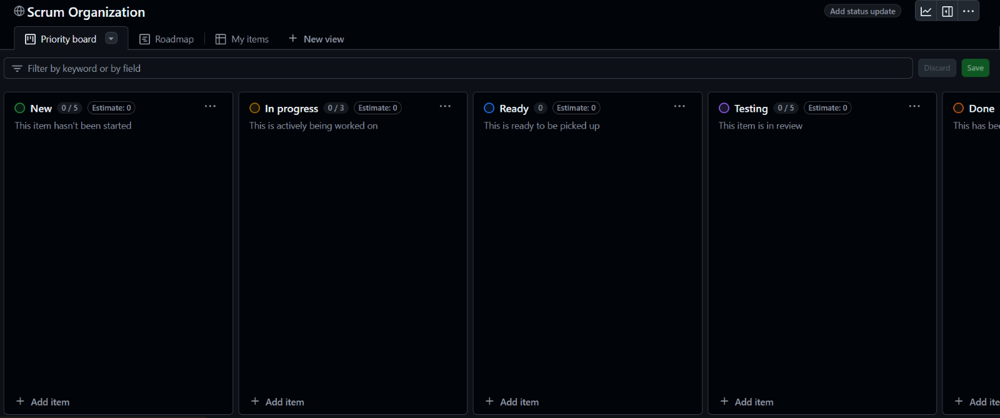 Scrum Organization
Add status update
Priority board
Roadmap
My items
New view
Filter by keyword or by field
Discard
Save
New 0 / 5 Estimate: 0
This item hasn't been started
Add item
In progress 0 / 3 Estimate: 0
This is actively being worked on
Add item
Ready 0 Estimate: 0
This is ready to be picked up
Add item
Testing 0 / 5 Estimate: 0
This item is in review
Add item
Done
This has bee
Add ite